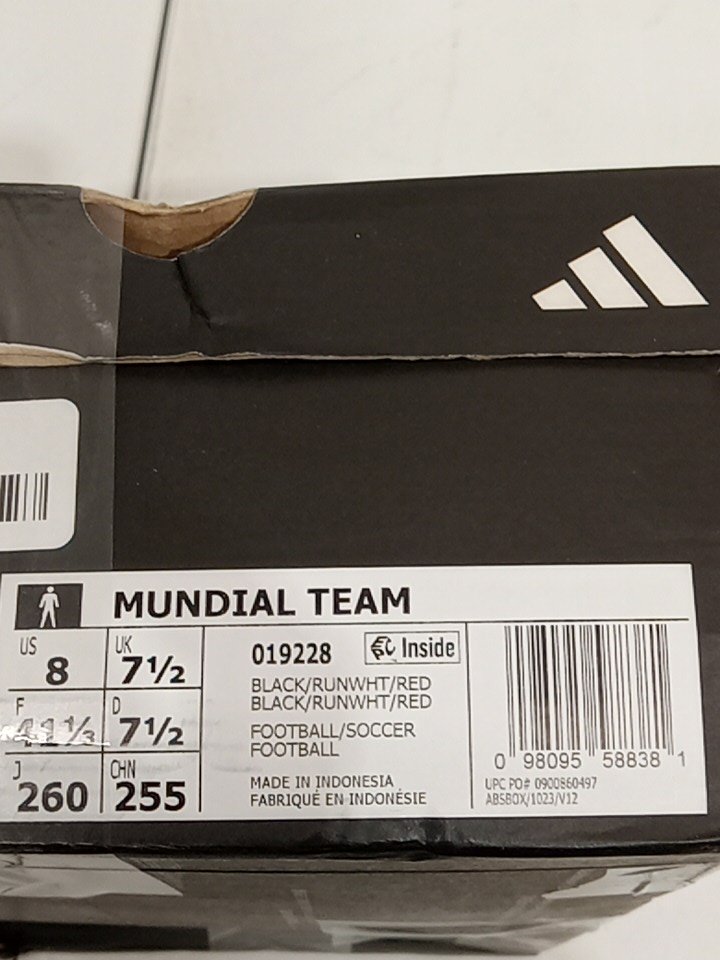 MUNDIAL TEAM
US
8
UK
7½
F
41⅓
D
7½
J
260
CHN
255
019228
Inside
BLACK/RUNWHT/RED
BLACK/RUNWHT/RED
FOOTBALL/SOCCER
FOOTBALL
MADE IN INDONESIA
FABRIQUÉ EN INDONÉSIE
0 98095 58838 1
UPC PO# 0900860497
ABSBOX/1023/V12